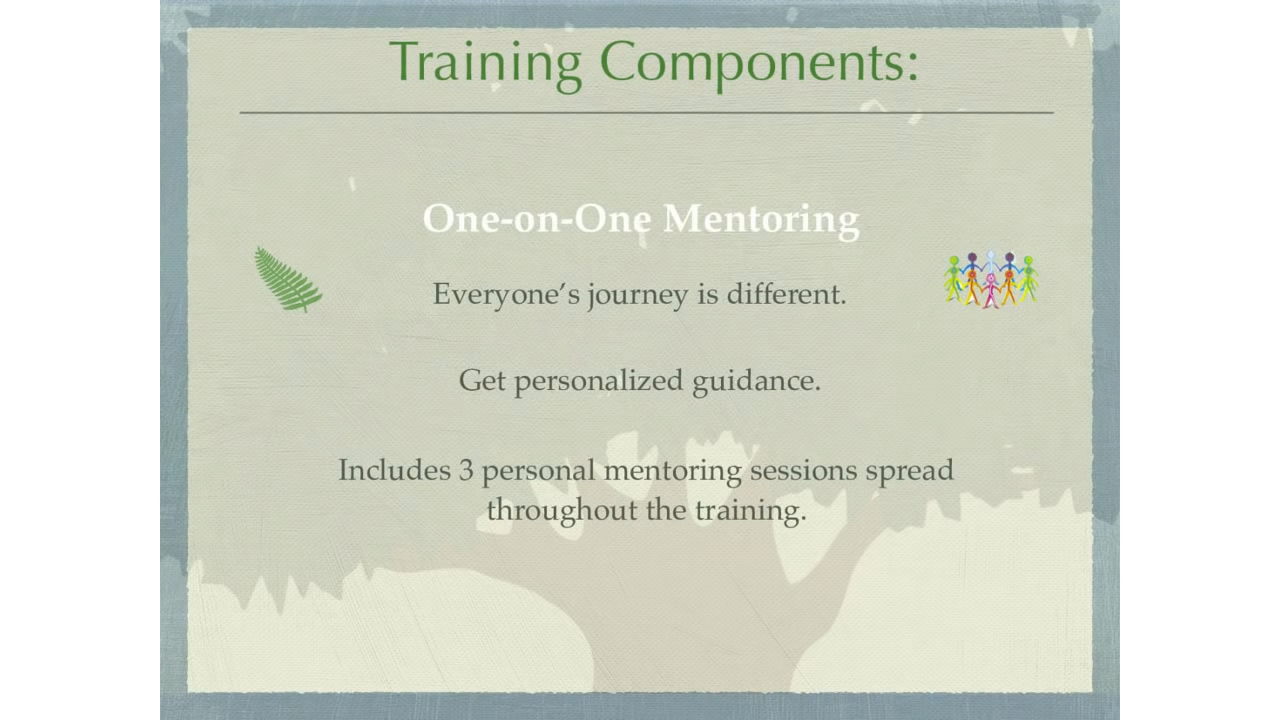 Training Components:
One-on-One Mentoring
Everyone’s journey is different.
Get personalized guidance.
Includes 3 personal mentoring sessions spread
throughout the training.